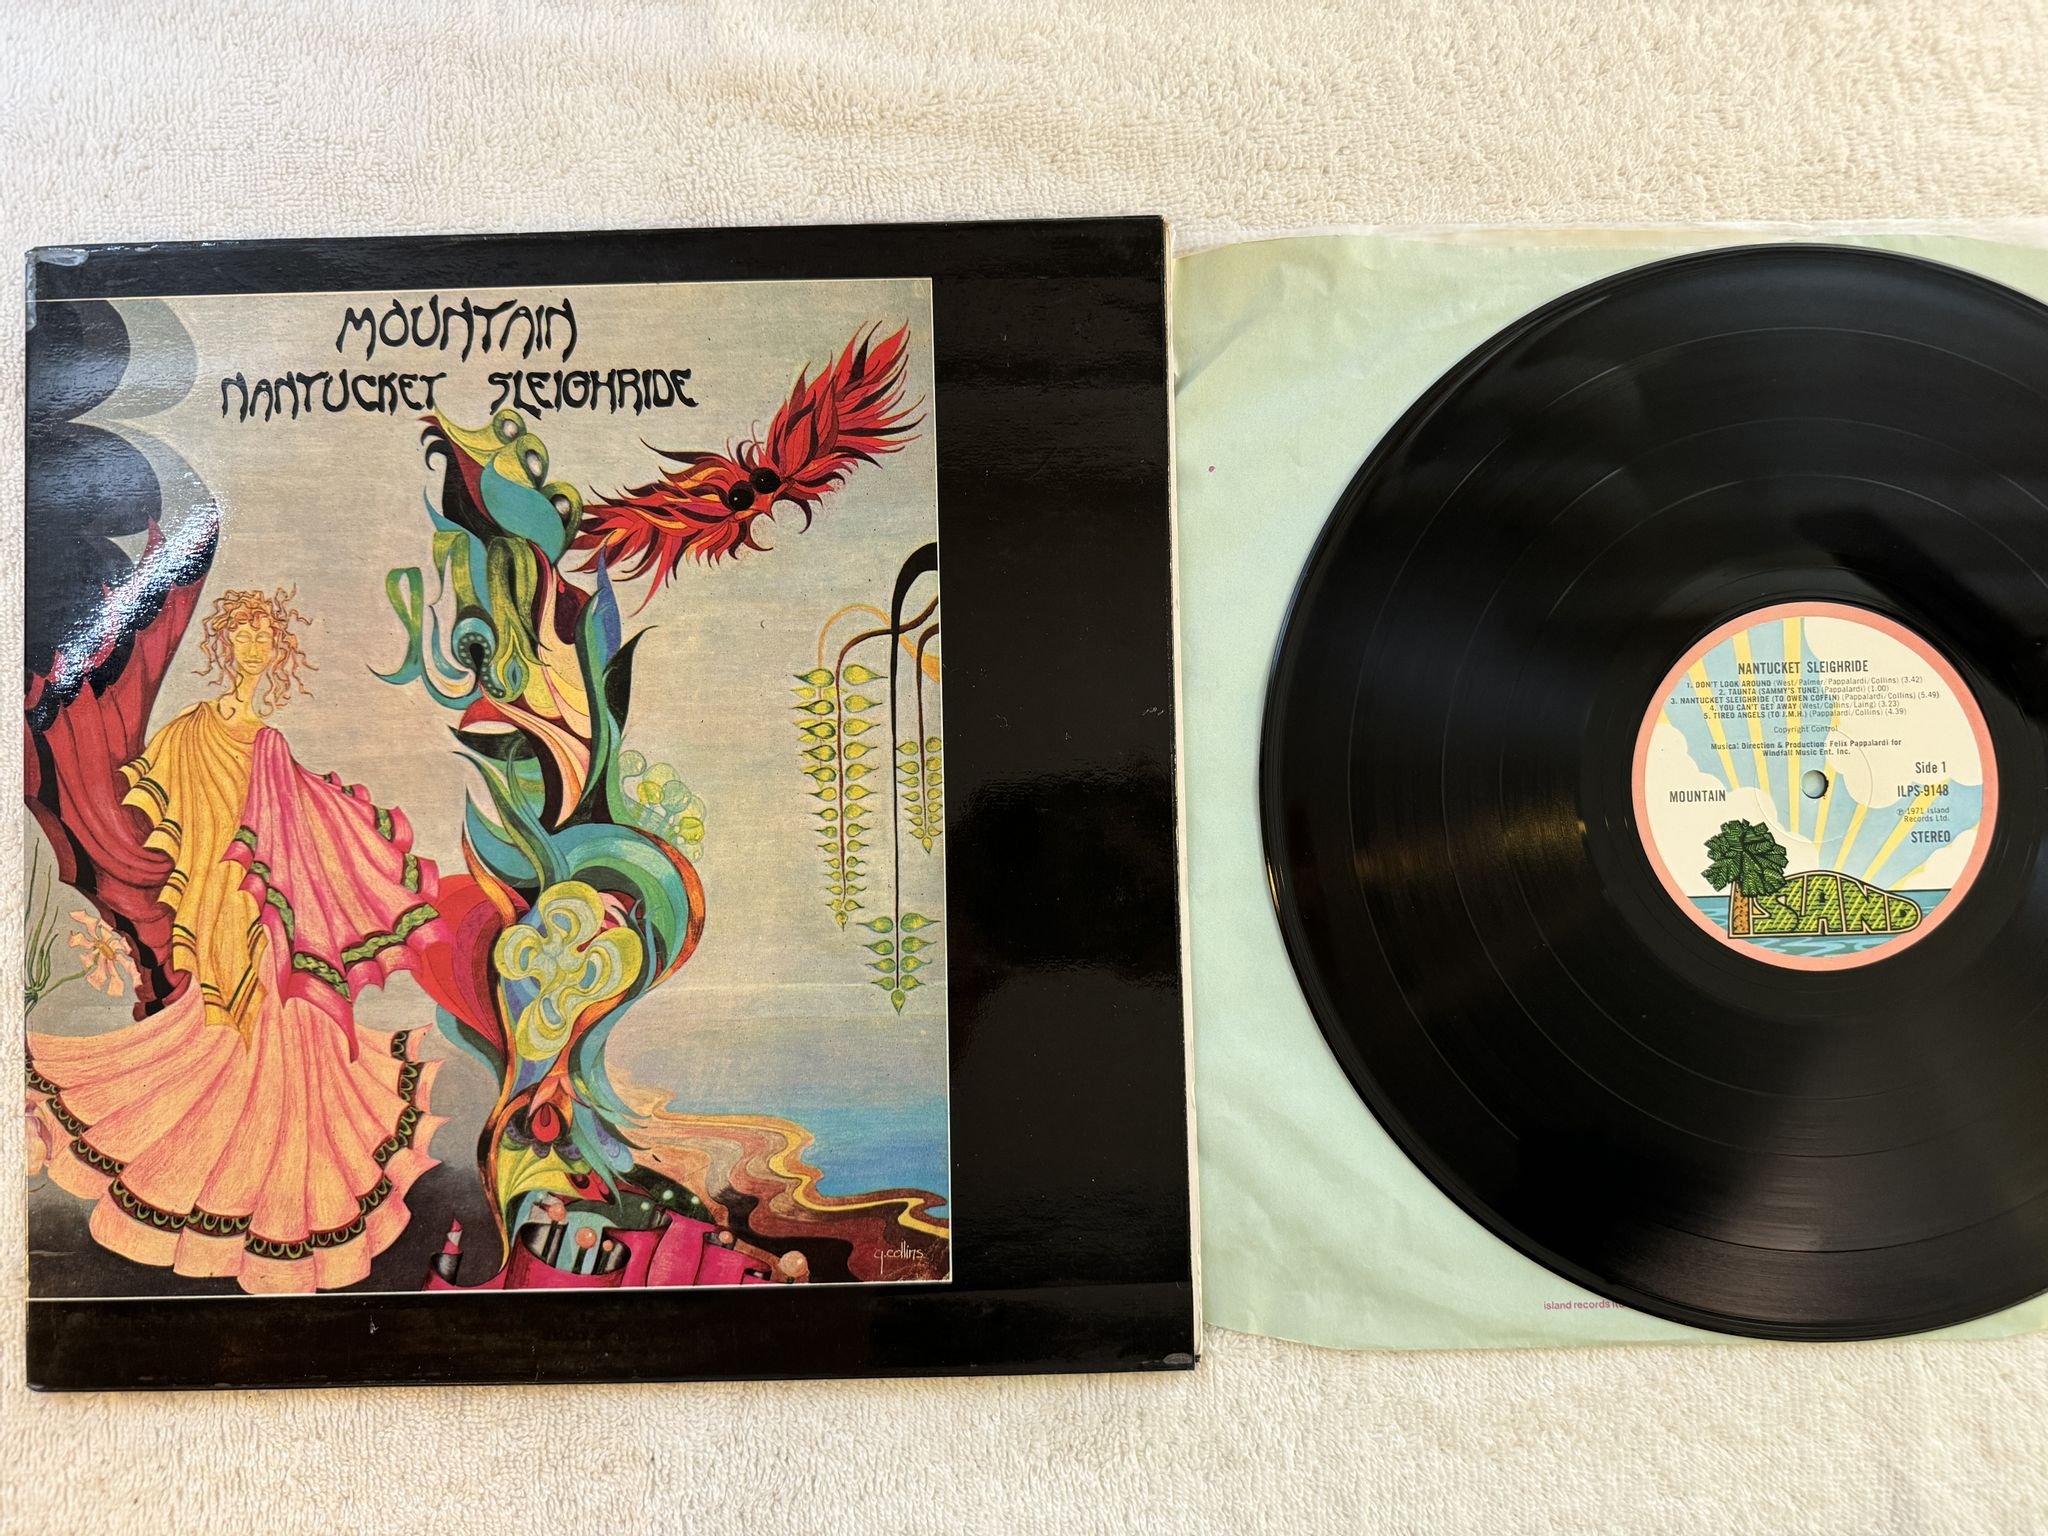 MOUNTAIN
NANTUCKET SLEIGHRIDE
g.collins
NANTUCKET SLEIGHRIDE
1. DON'T LOOK AROUND (West/Palmer/Pappalardi/Collins) (3.42)
2. TAUNTA (SAMMY'S TUNE) (Pappalardi) (1.00)
3. NANTUCKET SLEIGHRIDE (TO OWEN COFFIN) (Pappalardi/Collins) (5.49)
4. YOU CAN'T GET AWAY (West/Collins/Laing) (3.23)
5. TIRED ANGELS (TO J.M.H.) (Pappalardi/Collins) (4.39)
Copyright Control
Musical Direction & Production: Felix Pappalardi for
Windfall Music Ent. Inc.
Side 1
MOUNTAIN
ILPS-9148
℗ 1971 Island
Records Ltd.
STEREO
ISLAND
island records